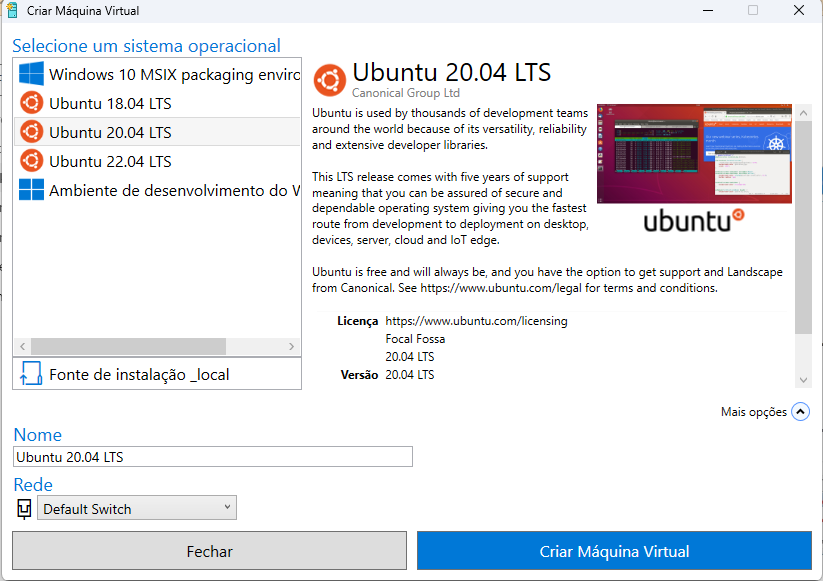 Criar Máquina Virtual
Selecione um sistema operacional
Windows 10 MSIX packaging enviro
Ubuntu 18.04 LTS
Ubuntu 20.04 LTS
Ubuntu 22.04 LTS
Ambiente de desenvolvimento do W
Fonte de instalação _local
Ubuntu 20.04 LTS
Canonical Group Ltd
Ubuntu is used by thousands of development teams
around the world because of its versatility, reliability
and extensive developer libraries.
This LTS release comes with five years of support
meaning that you can be assured of secure and
dependable operating system giving you the fastest
route from development to deployment on desktop,
devices, server, cloud and IoT edge.
ubuntu
Ubuntu is free and will always be, and you have the option to get support and Landscape
from Canonical. See https://www.ubuntu.com/legal for terms and conditions.
Licença https://www.ubuntu.com/licensing
Focal Fossa
20.04 LTS
Versão 20.04 LTS
Mais opções
Nome
Ubuntu 20.04 LTS
Rede
Default Switch
Fechar
Criar Máquina Virtual